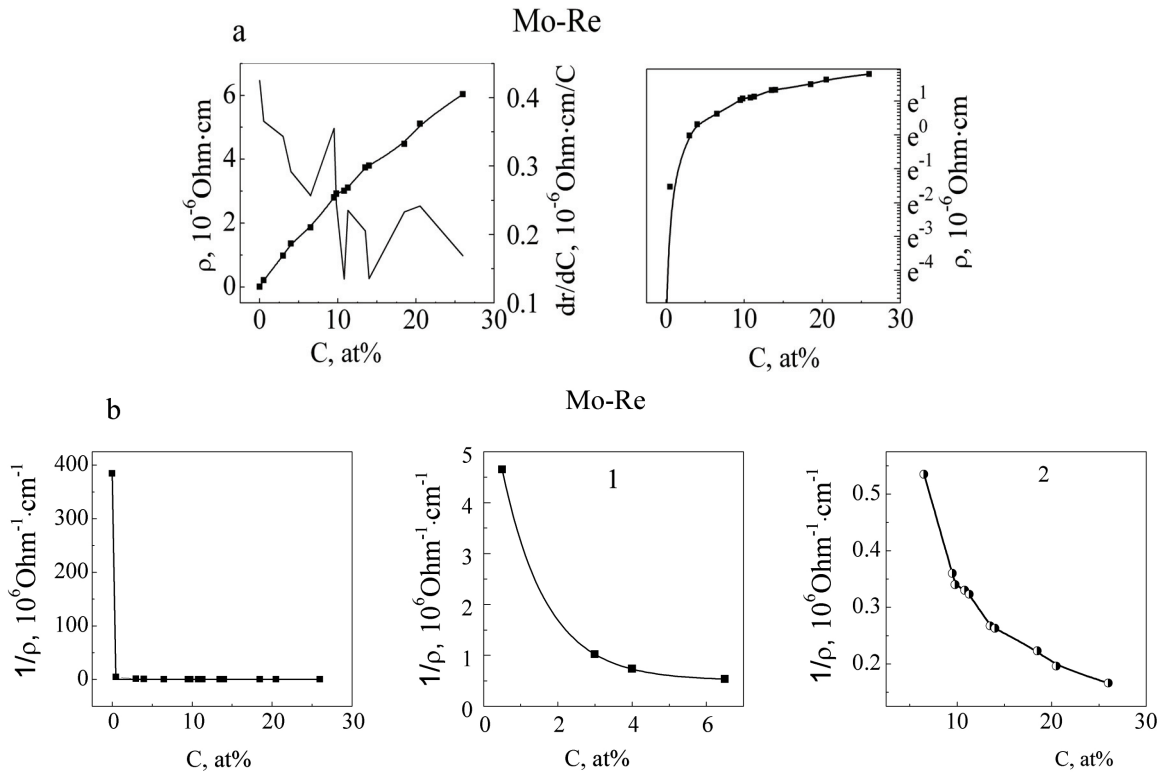 Mo-Re
a
ρ, 10⁻⁶Ohm·cm
6
4
2
0
0 10 20 30
C, at%
0.4
0.3
0.2
0.1
dr/dC, 10⁻⁶Ohm·cm/C
0 10 20 30
C, at%
e¹
e⁰
e⁻¹
e⁻²
e⁻³
e⁻⁴
ρ, 10⁻⁶Ohm·cm
b
Mo-Re
1/ρ, 10⁶Ohm⁻¹·cm⁻¹
400
300
200
100
0
0 10 20 30
C, at%
1
1/ρ, 10⁶Ohm⁻¹·cm⁻¹
5
4
3
2
1
0
0 2 4 6
C, at%
2
1/ρ, 10⁶Ohm⁻¹·cm⁻¹
0.5
0.4
0.3
0.2
10 20 30
C, at%